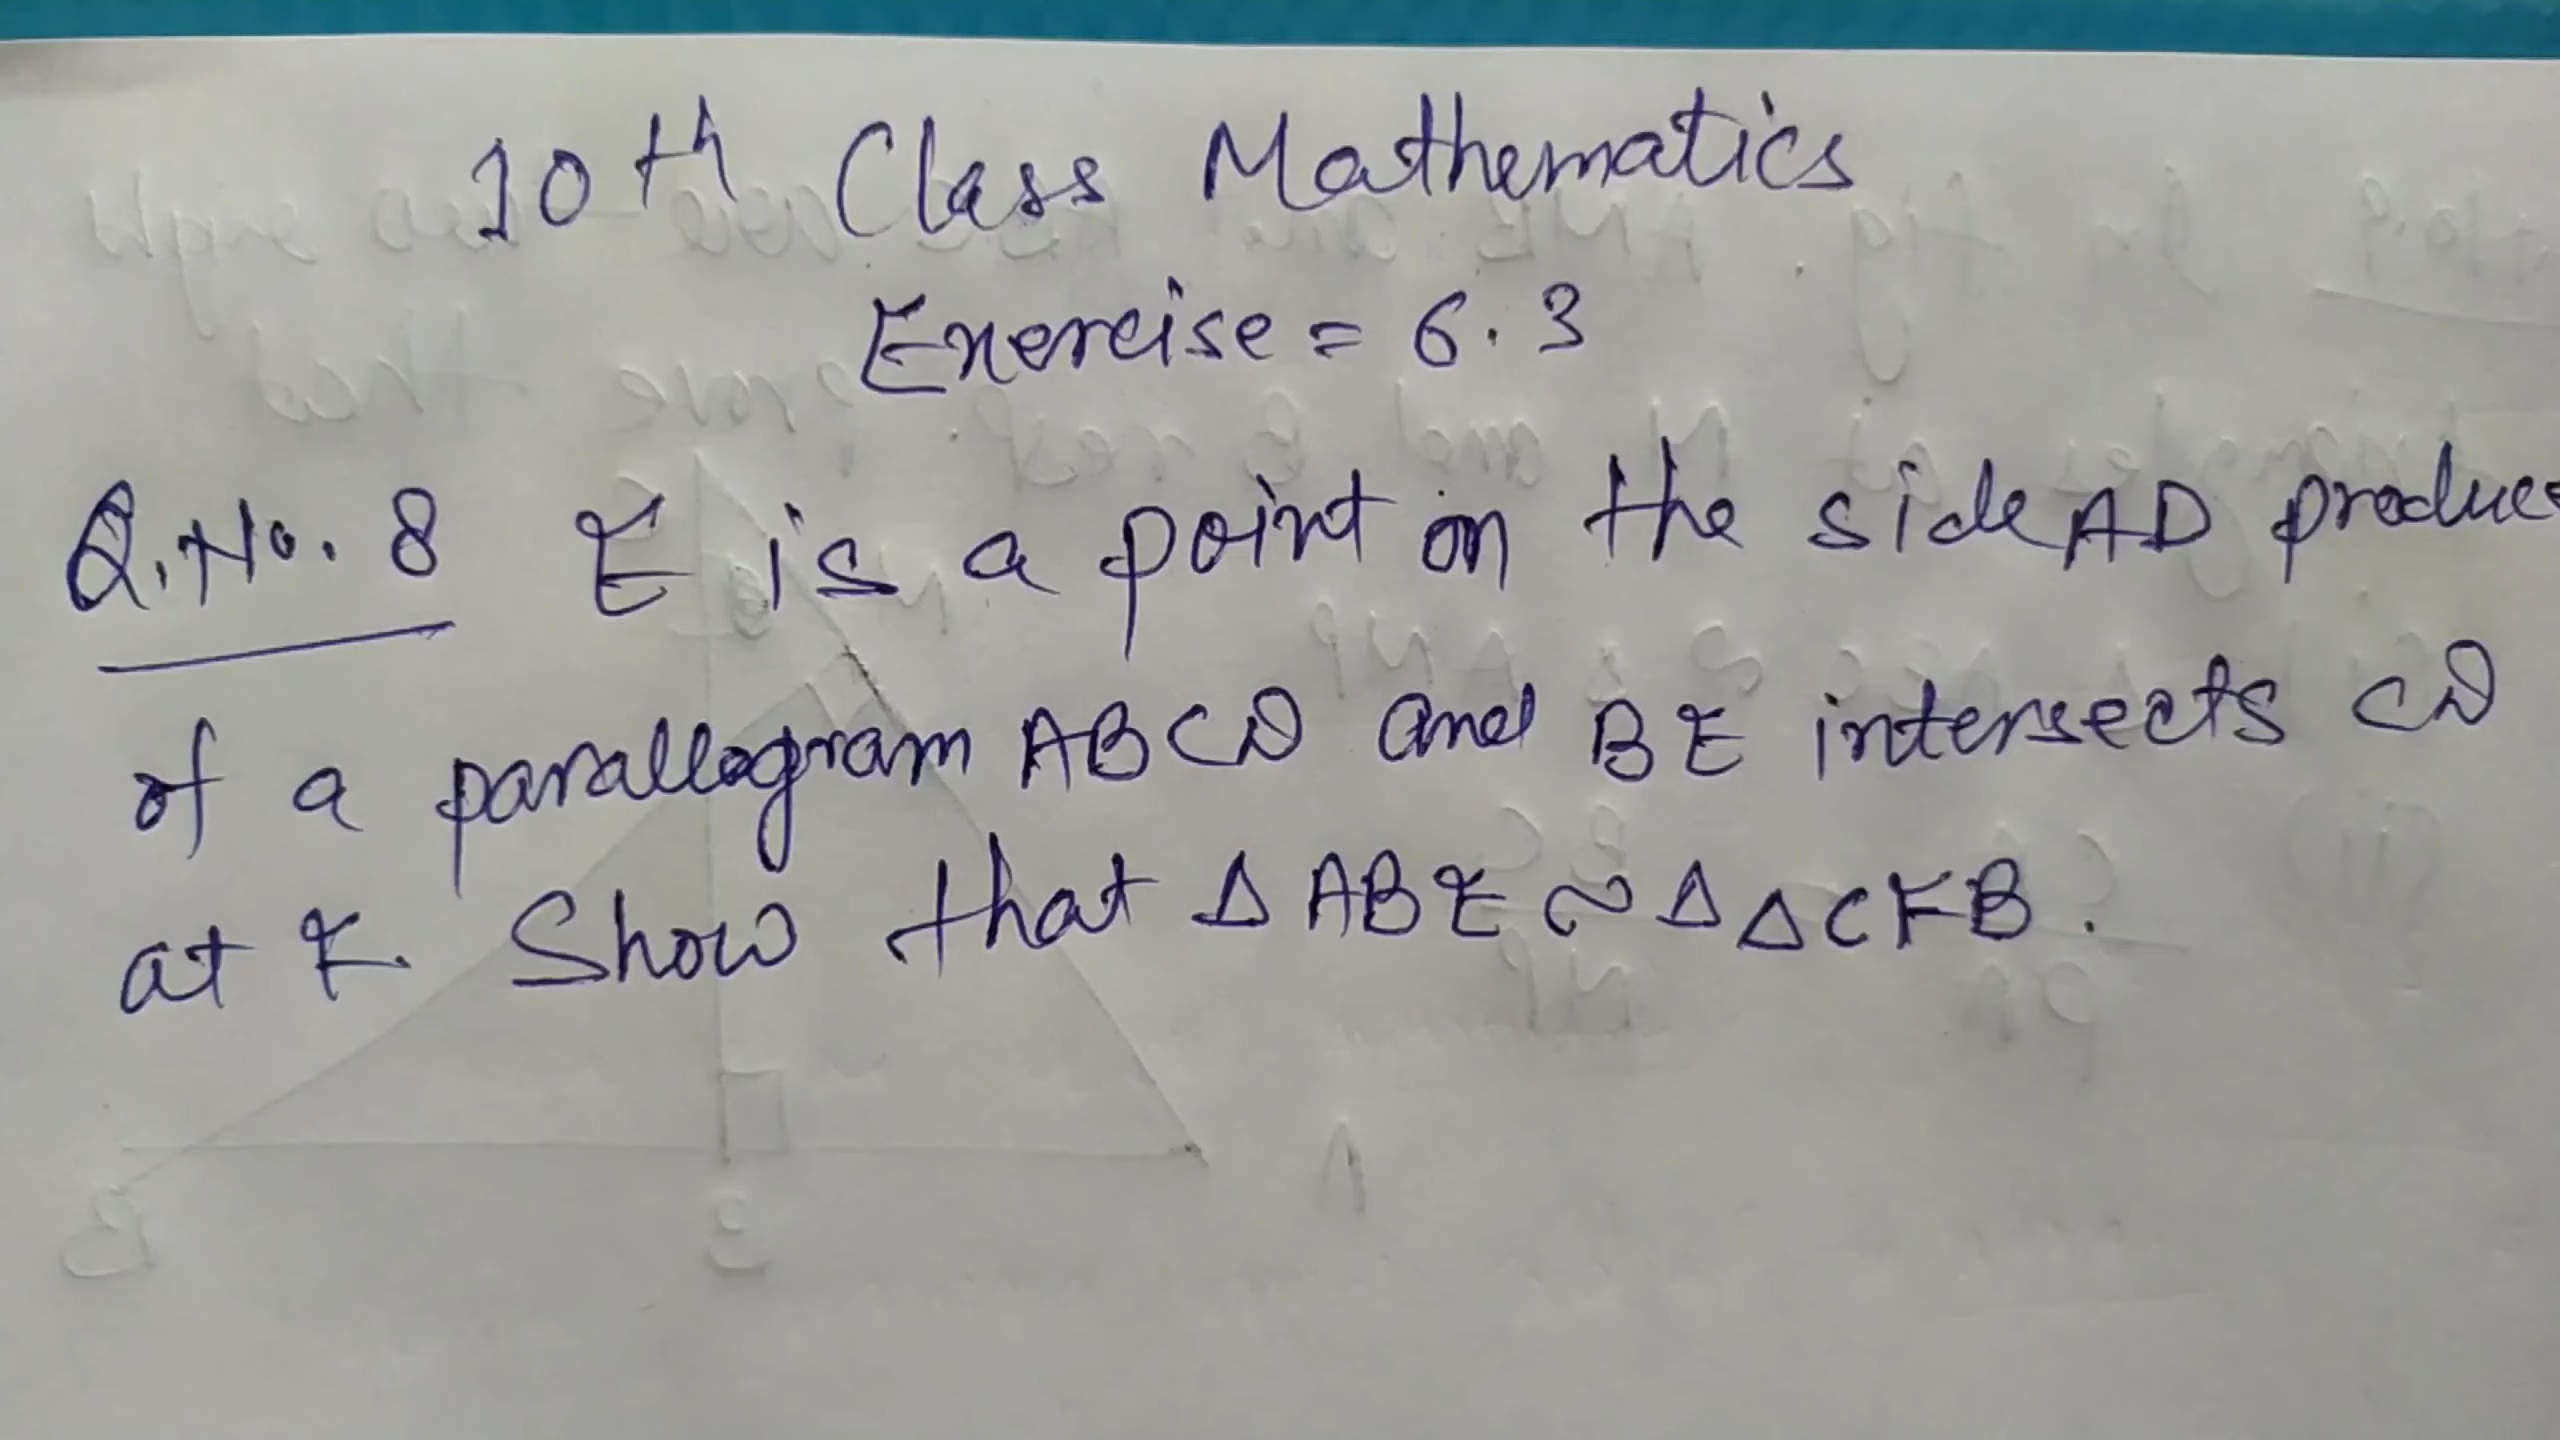 10th Class Mathematics
Exercise = 6.3
Q.No. 8 E is a point on the side AD produce
of a parallogram ABCD and BE intersects CD
at F. Show that Δ ABE ~ Δ Δ CFB.